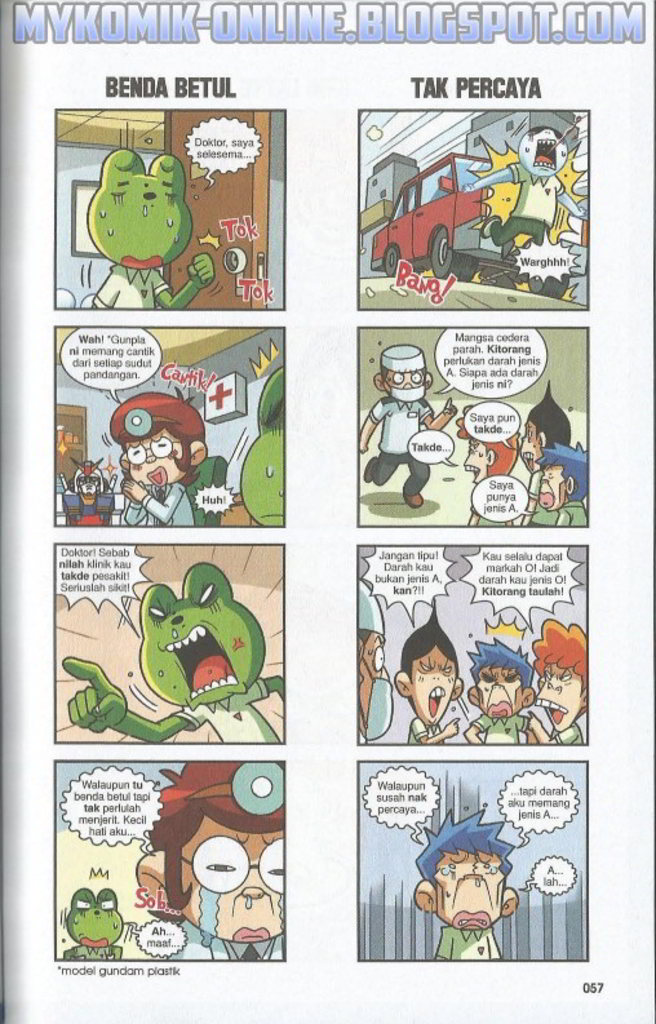 MYKOMIK-ONLINE.BLOGSPOT.COM
BENDA BETUL
Doktor, saya
selesema...
Tok
Tok
Wah! *Gunpla
ni memang cantik
dari setiap sudut
pandangan.
Cantik!
Huh!
Doktor! Sebab
nilah klinik kau
takde pesakit!
Seriuslah sikit!
Walaupun tu
benda betul tapi
tak perlulah
menjerit. Kecil
hati aku...
Sob...
Ah...
maaf...
*model gundam plastik
TAK PERCAYA
Warghhh!
Bang!
Mangsa cedera
parah. Kitorang
perlukan darah jenis
A. Siapa ada darah
jenis ni?
Saya pun
takde...
Takde...
Saya
punya
jenis A.
Jangan tipu!
Darah kau
bukan jenis A,
kan?!!
Kau selalu dapat
markah O! Jadi
darah kau jenis O!
Kitorang taulah!
Walaupun
susah nak
percaya...
...tapi darah
aku memang
jenis A...
A...
lah...
057